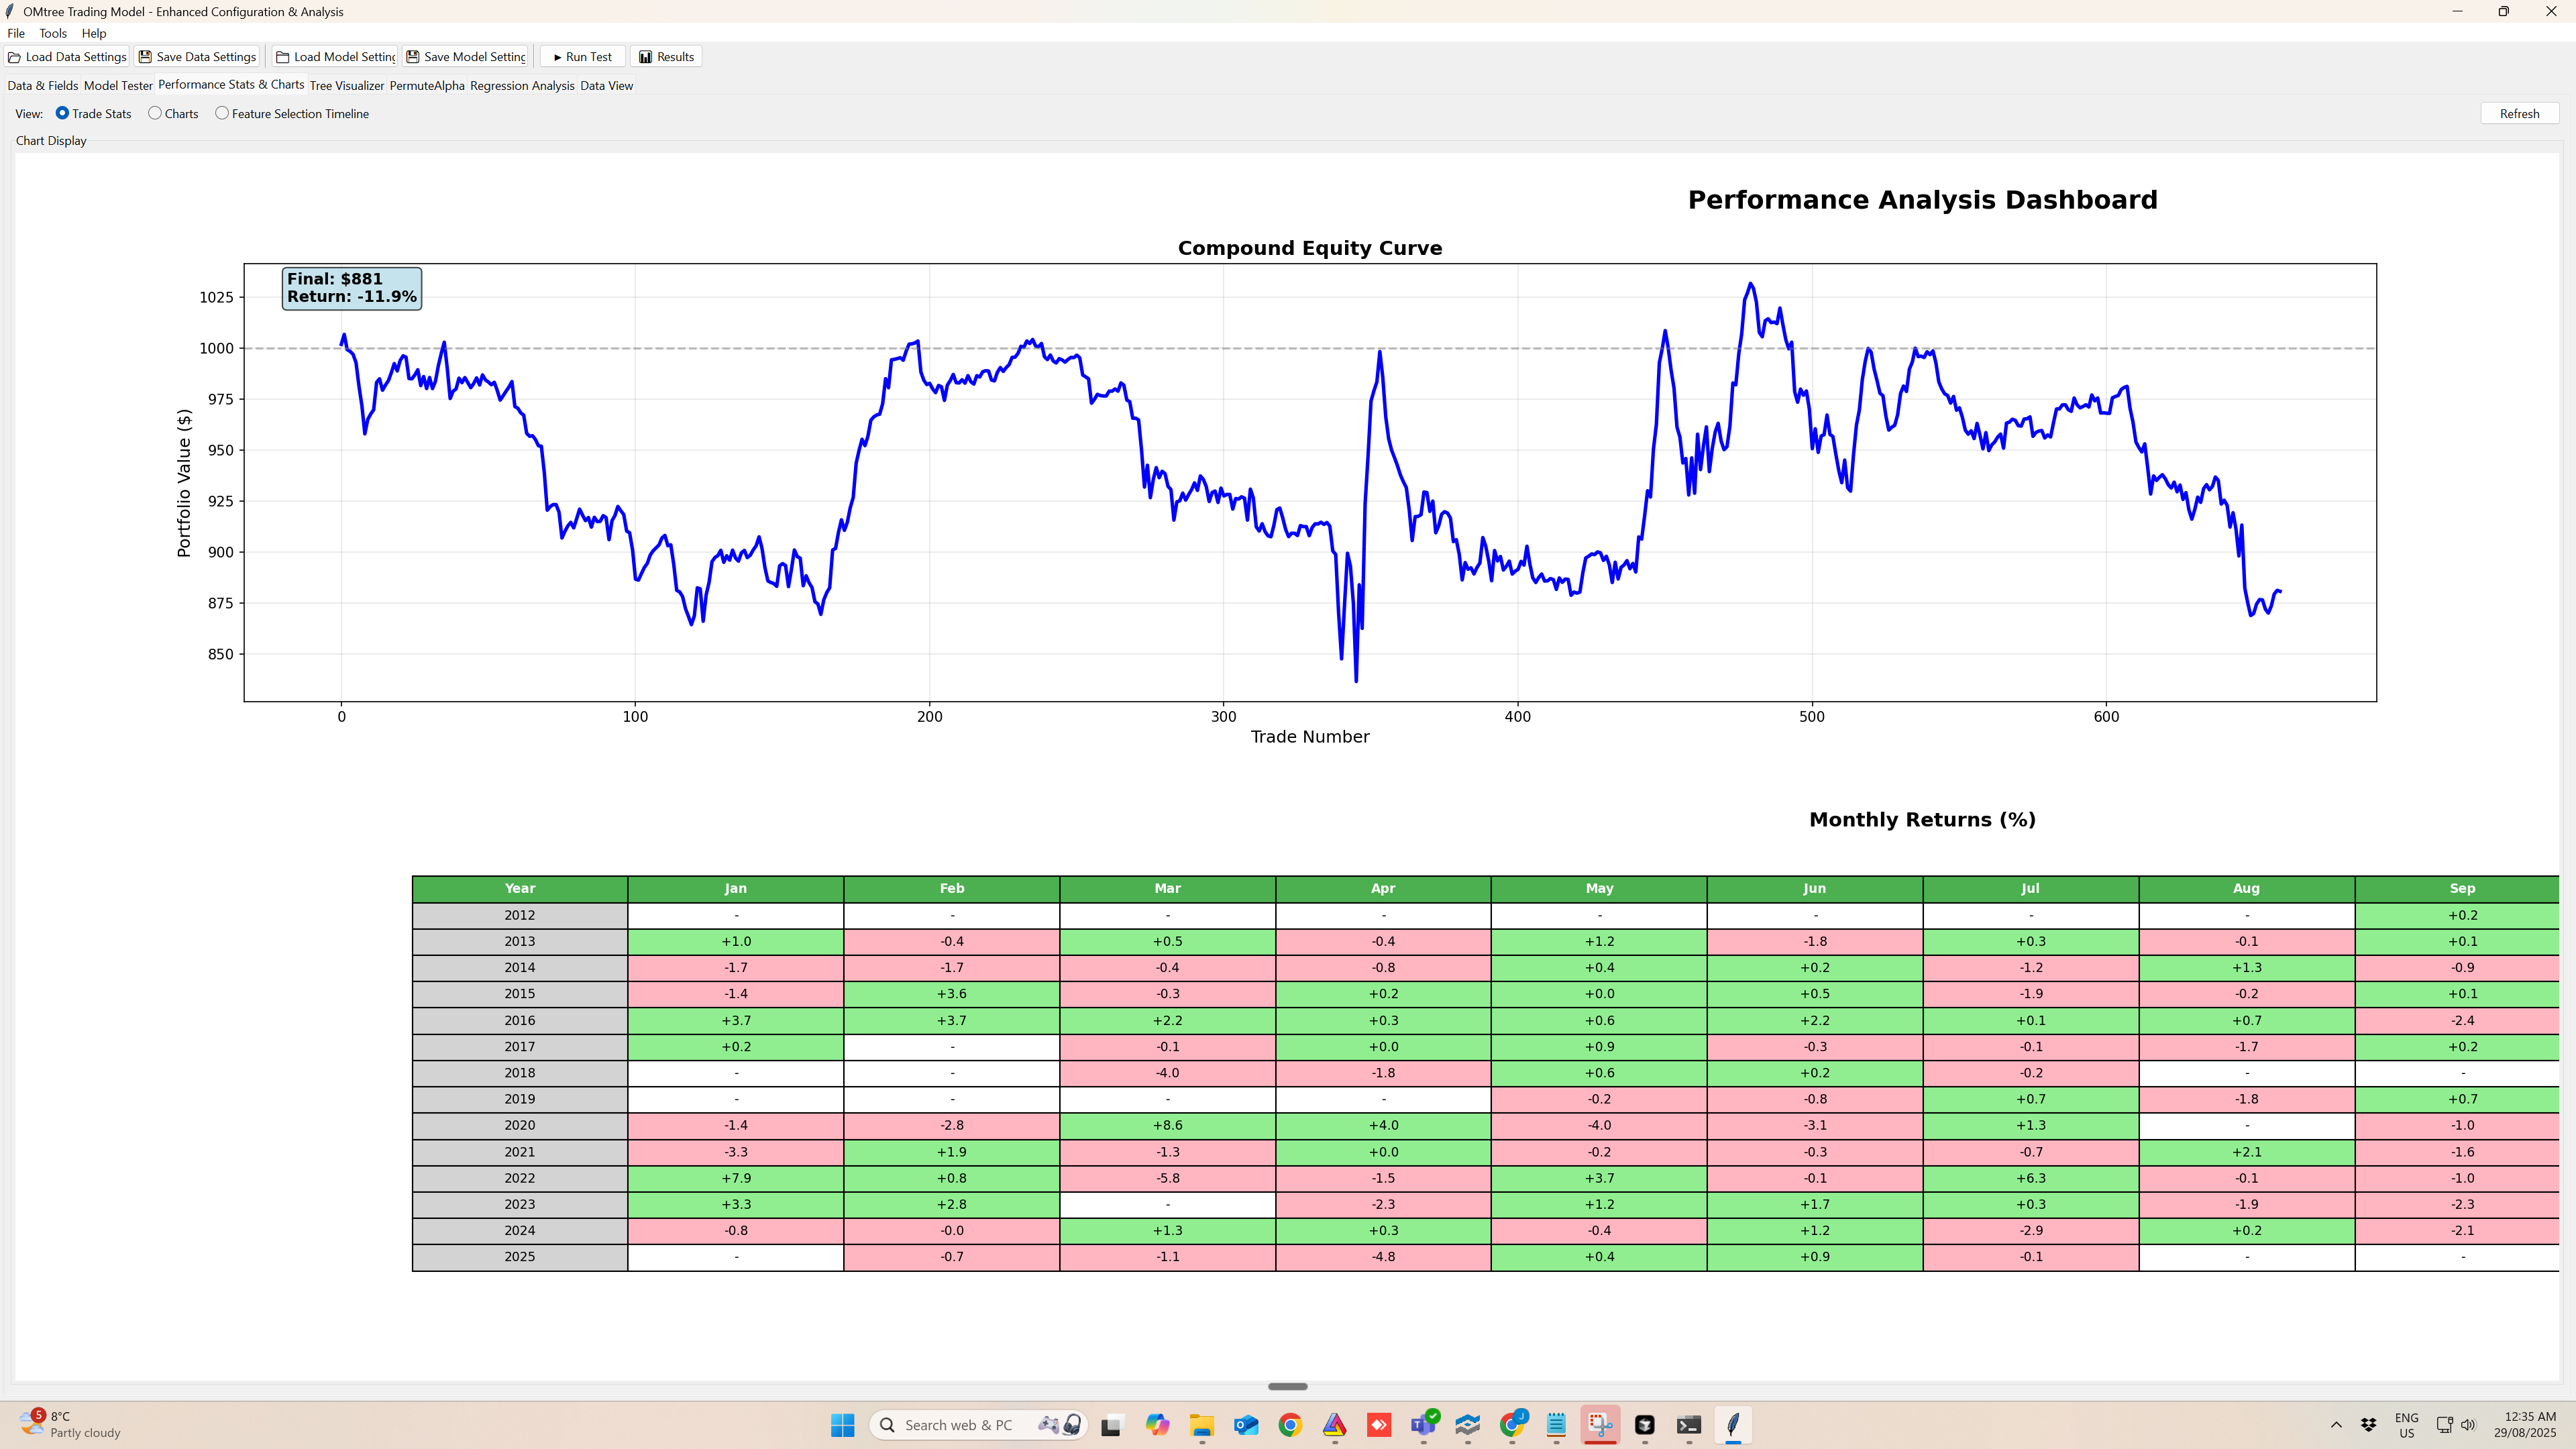 OMtree Trading Model - Enhanced Configuration & Analysis
File Tools Help
Load Data Settings Save Data Settings Load Model Setting Save Model Setting Run Test Results
Data & Fields Model Tester Performance Stats & Charts Tree Visualizer PermuteAlpha Regression Analysis Data View
View: Trade Stats Charts Feature Selection Timeline Refresh
Chart Display
Performance Analysis Dashboard
Compound Equity Curve
Final: $881
Return: -11.9%
1025
1000
975
950
925
900
875
850
Portfolio Value ($)
0 100 200 300 400 500 600
Trade Number
Monthly Returns (%)
Year Jan Feb Mar Apr May Jun Jul Aug Sep
2012 - - - - - - - - +0.2
2013 +1.0 -0.4 +0.5 -0.4 +1.2 -1.8 +0.3 -0.1 +0.1
2014 -1.7 -1.7 -0.4 -0.8 +0.4 +0.2 -1.2 +1.3 -0.9
2015 -1.4 +3.6 -0.3 +0.2 +0.0 +0.5 -1.9 -0.2 +0.1
2016 +3.7 +3.7 +2.2 +0.3 +0.6 +2.2 +0.1 +0.7 -2.4
2017 +0.2 - -0.1 +0.0 +0.9 -0.3 -0.1 -1.7 +0.2
2018 - - -4.0 -1.8 +0.6 +0.2 -0.2 - -
2019 - - - - -0.2 -0.8 +0.7 -1.8 +0.7
2020 -1.4 -2.8 +8.6 +4.0 -4.0 -3.1 +1.3 - -1.0
2021 -3.3 +1.9 -1.3 +0.0 -0.2 -0.3 -0.7 +2.1 -1.6
2022 +7.9 +0.8 -5.8 -1.5 +3.7 -0.1 +6.3 -0.1 -1.0
2023 +3.3 +2.8 - -2.3 +1.2 +1.7 +0.3 -1.9 -2.3
2024 -0.8 -0.0 +1.3 +0.3 -0.4 +1.2 -2.9 +0.2 -2.1
2025 - -0.7 -1.1 -4.8 +0.4 +0.9 -0.1 - -
5 8°C
Partly cloudy
Search web & PC
ENG
US
12:35 AM
29/08/2025